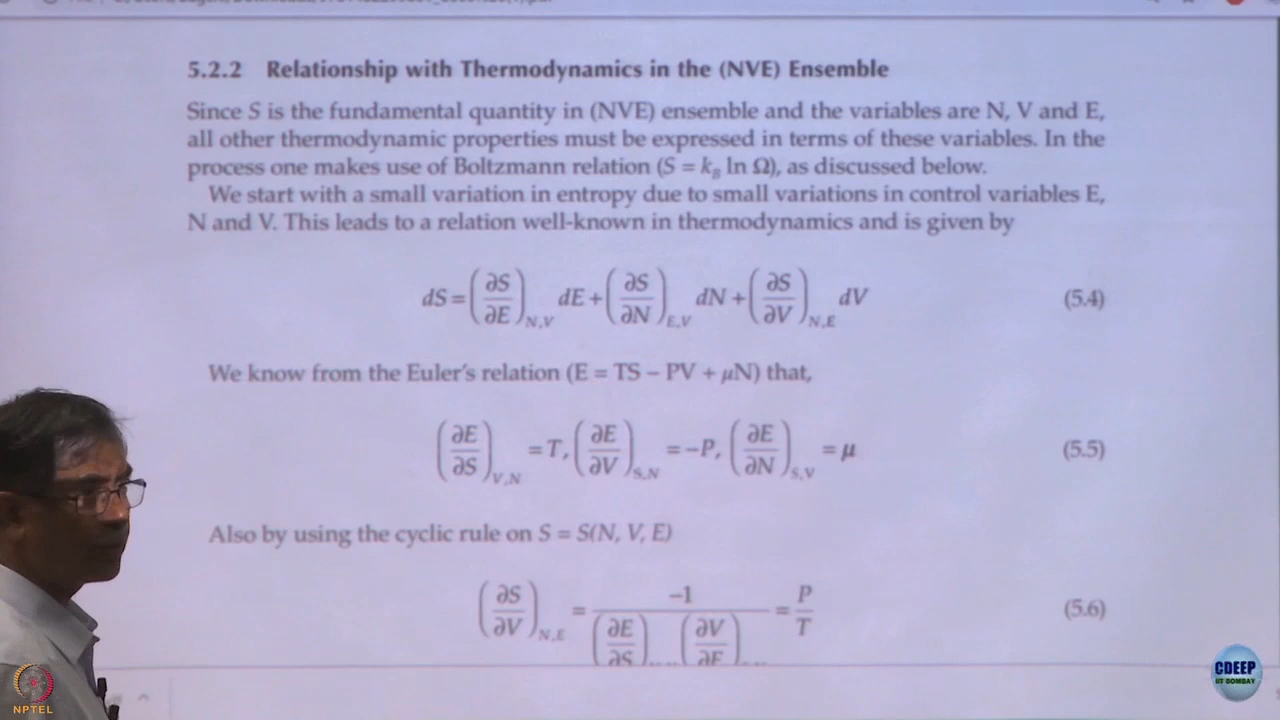 5.2.2 Relationship with Thermodynamics in the (NVE) Ensemble
Since S is the fundamental quantity in (NVE) ensemble and the variables are N, V and E,
all other thermodynamic properties must be expressed in terms of these variables. In the
process one makes use of Boltzmann relation (S = k_B ln Ω), as discussed below.
We start with a small variation in entropy due to small variations in control variables E,
N and V. This leads to a relation well-known in thermodynamics and is given by
dS = (∂S/∂E)_{N,V} dE + (∂S/∂N)_{E,V} dN + (∂S/∂V)_{N,E} dV (5.4)
We know from the Euler's relation (E = TS – PV + μN) that,
(∂E/∂S)_{V,N} = T, (∂E/∂V)_{S,N} = –P, (∂E/∂N)_{S,V} = μ (5.5)
Also by using the cyclic rule on S = S(N, V, E)
(∂S/∂V)_{N,E} = –1 / (∂E/∂S) (∂V/∂E) = P/T (5.6)
NPTEL
CDEEP
IIT BOMBAY